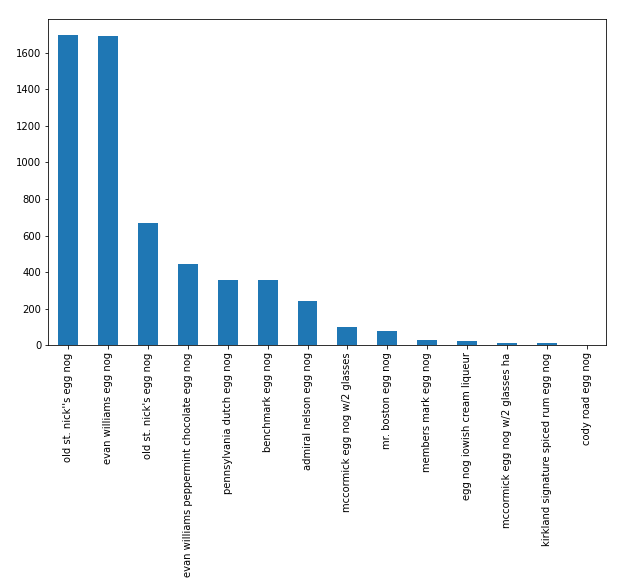 1600
1400
1200
1000
800
600
400
200
0
old st. nick''s egg nog
evan williams egg nog
old st. nick's egg nog
evan williams peppermint chocolate egg nog
pennsylvania dutch egg nog
benchmark egg nog
admiral nelson egg nog
mccormick egg nog w/2 glasses
mr. boston egg nog
members mark egg nog
egg nog iowish cream liqueur
mccormick egg nog w/2 glasses ha
kirkland signature spiced rum egg nog
cody road egg nog